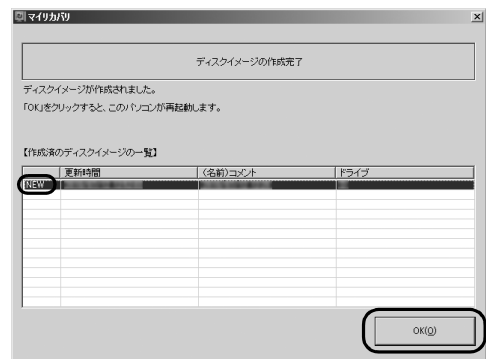 マイリカバリ
ディスクイメージの作成完了
ディスクイメージが作成されました。
「OK」をクリックすると、このパソコンが再起動します。
【作成済のディスクイメージの一覧】
更新時間 (名前)コメント ドライブ
NEW
OK(O)